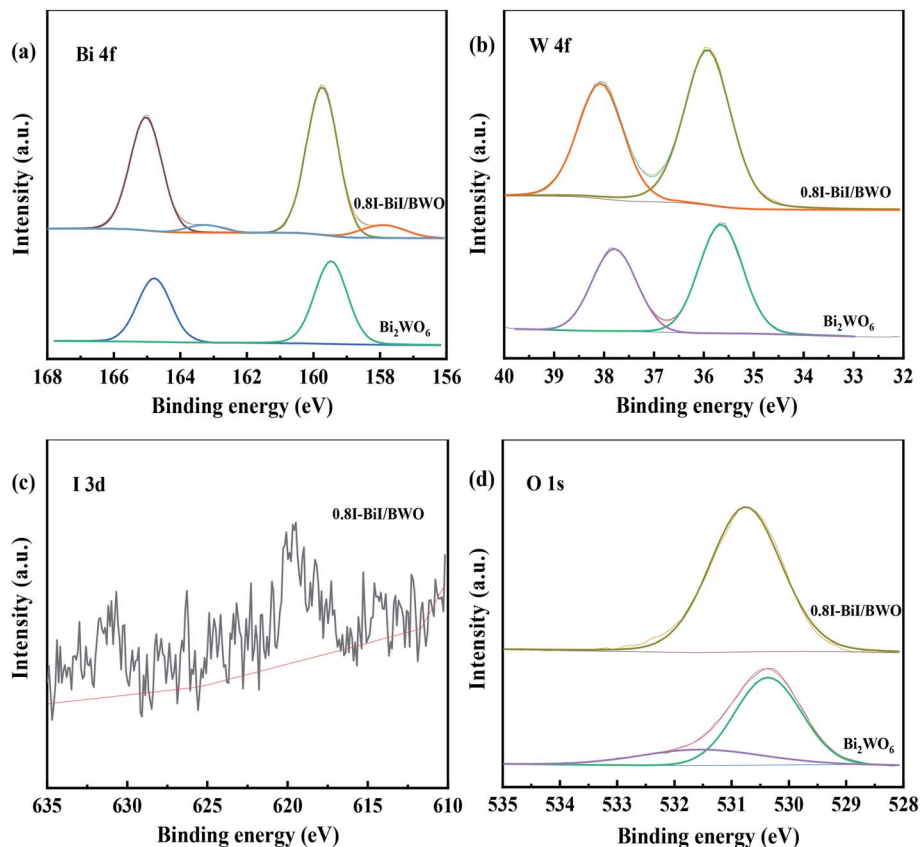 (a)
Bi 4f
0.8I-BiI/BWO
Bi₂WO₆
Intensity (a.u.)
168 166 164 162 160 158 156
Binding energy (eV)
(b)
W 4f
0.8I-BiI/BWO
Bi₂WO₆
Intensity (a.u.)
40 39 38 37 36 35 34 33 32
Binding energy (eV)
(c)
I 3d
0.8I-BiI/BWO
Intensity (a.u.)
635 630 625 620 615 610
Binding energy (eV)
(d)
O 1s
0.8I-BiI/BWO
Bi₂WO₆
Intensity (a.u.)
535 534 533 532 531 530 529 528
Binding energy (eV)